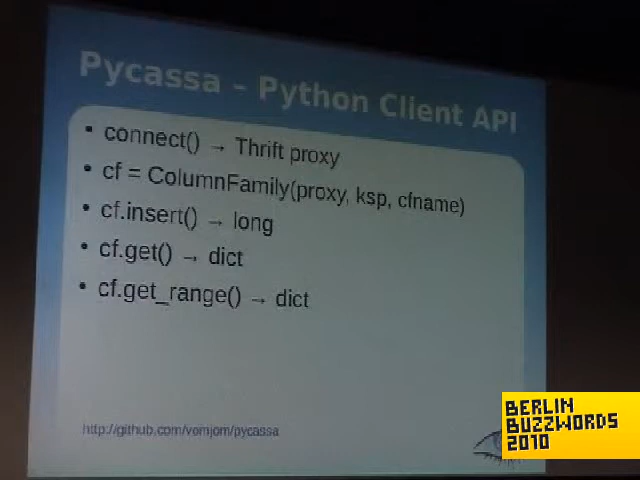 Pycassa – Python Client API
• connect() → Thrift proxy
• cf = ColumnFamily(proxy, ksp, cfname)
• cf.insert() → long
• cf.get() → dict
• cf.get_range() → dict
http://github.com/vomjom/pycassa
BERLIN
BUZZWORDS
2010